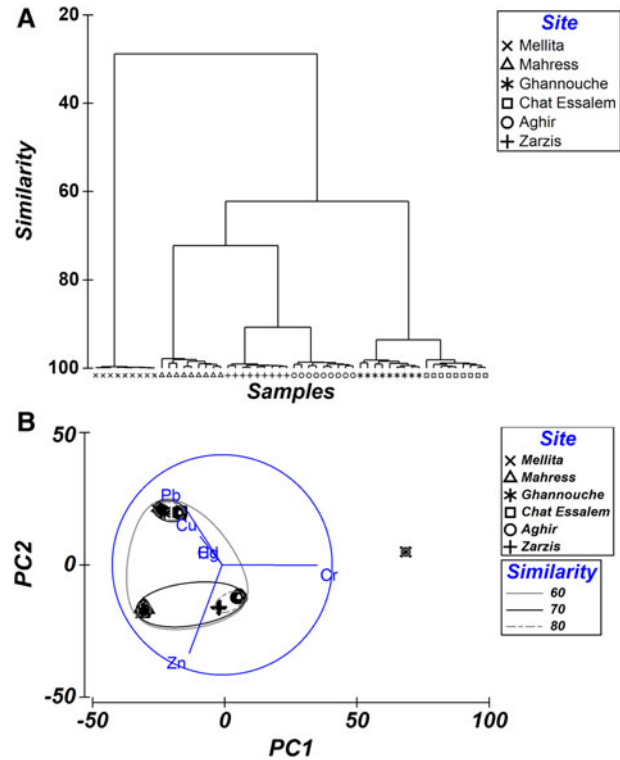 A
20
40
60
80
100
Similarity
Samples
Site
Mellita
Mahress
Ghannouche
Chat Essalem
Aghir
Zarzis
B
50
0
-50
PC2
-50
0
50
100
PC1
Pb
Cu
Cr
Zn
Site
Mellita
Mahress
Ghannouche
Chat Essalem
Aghir
Zarzis
Similarity
60
70
80